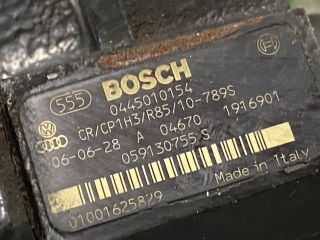 555 BOSCH
0445010154
CR/CP1H3/R85/10-789S
06-06-28 A 04670 1916901
059130755 S
Made in Italy
01001625829